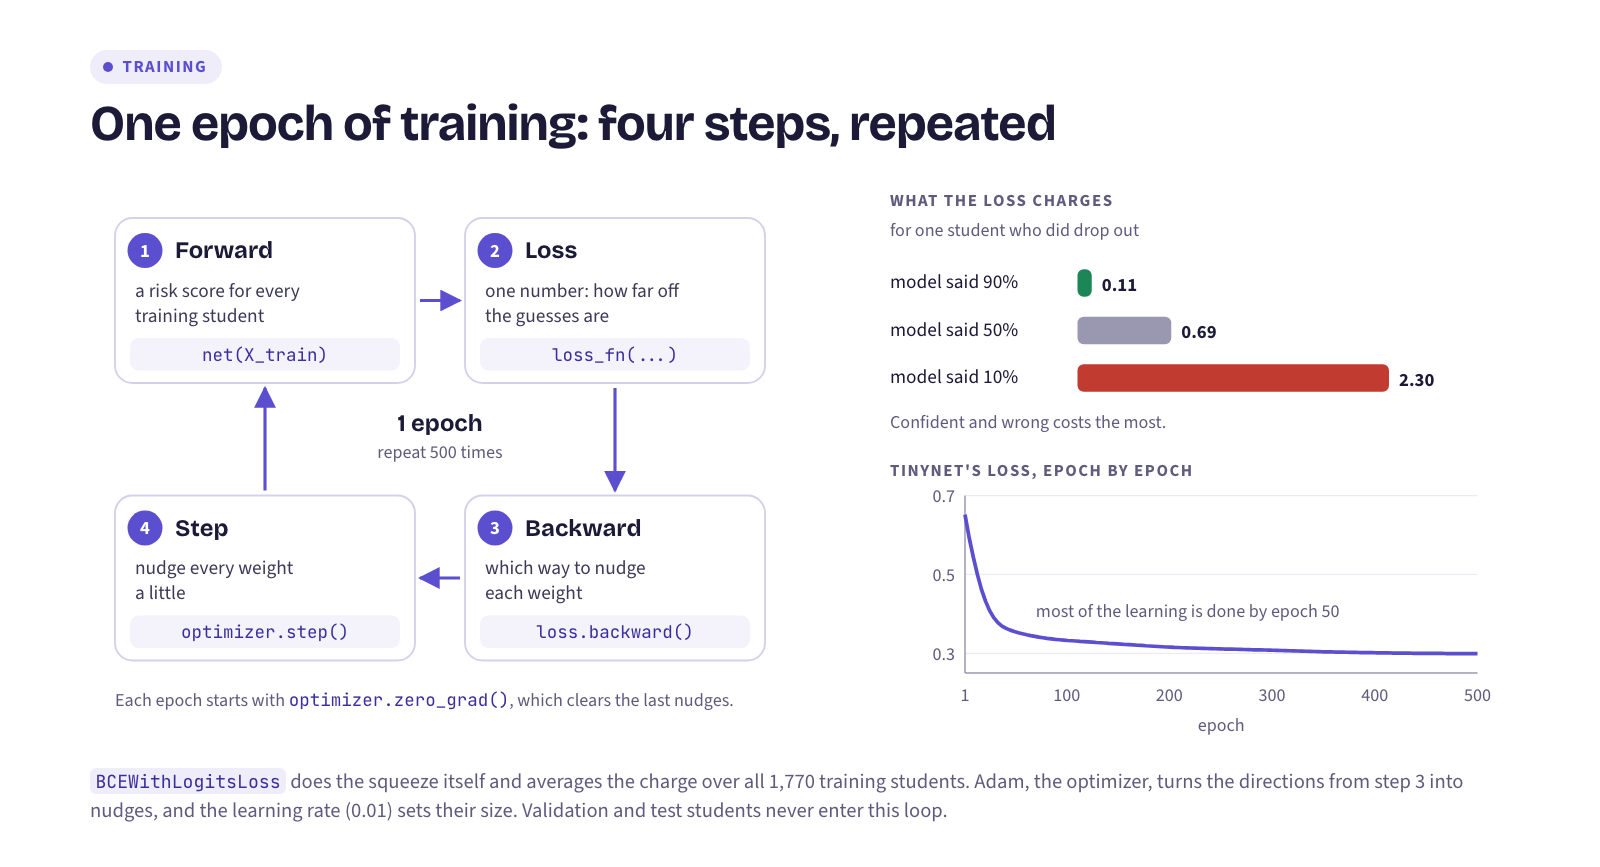 TRAINING
One epoch of training: four steps, repeated
1 Forward
a risk score for every
training student
net(X_train)
2 Loss
one number: how far off
the guesses are
loss_fn(...)
1 epoch
repeat 500 times
4 Step
nudge every weight
a little
optimizer.step()
3 Backward
which way to nudge
each weight
loss.backward()
Each epoch starts with optimizer.zero_grad(), which clears the last nudges.
WHAT THE LOSS CHARGES
for one student who did drop out
model said 90% 0.11
model said 50% 0.69
model said 10% 2.30
Confident and wrong costs the most.
TINYNET'S LOSS, EPOCH BY EPOCH
0.7
0.5
most of the learning is done by epoch 50
0.3
1 100 200 300 400 500
epoch
BCEWithLogitsLoss does the squeeze itself and averages the charge over all 1,770 training students. Adam, the optimizer, turns the directions from step 3 into
nudges, and the learning rate (0.01) sets their size. Validation and test students never enter this loop.